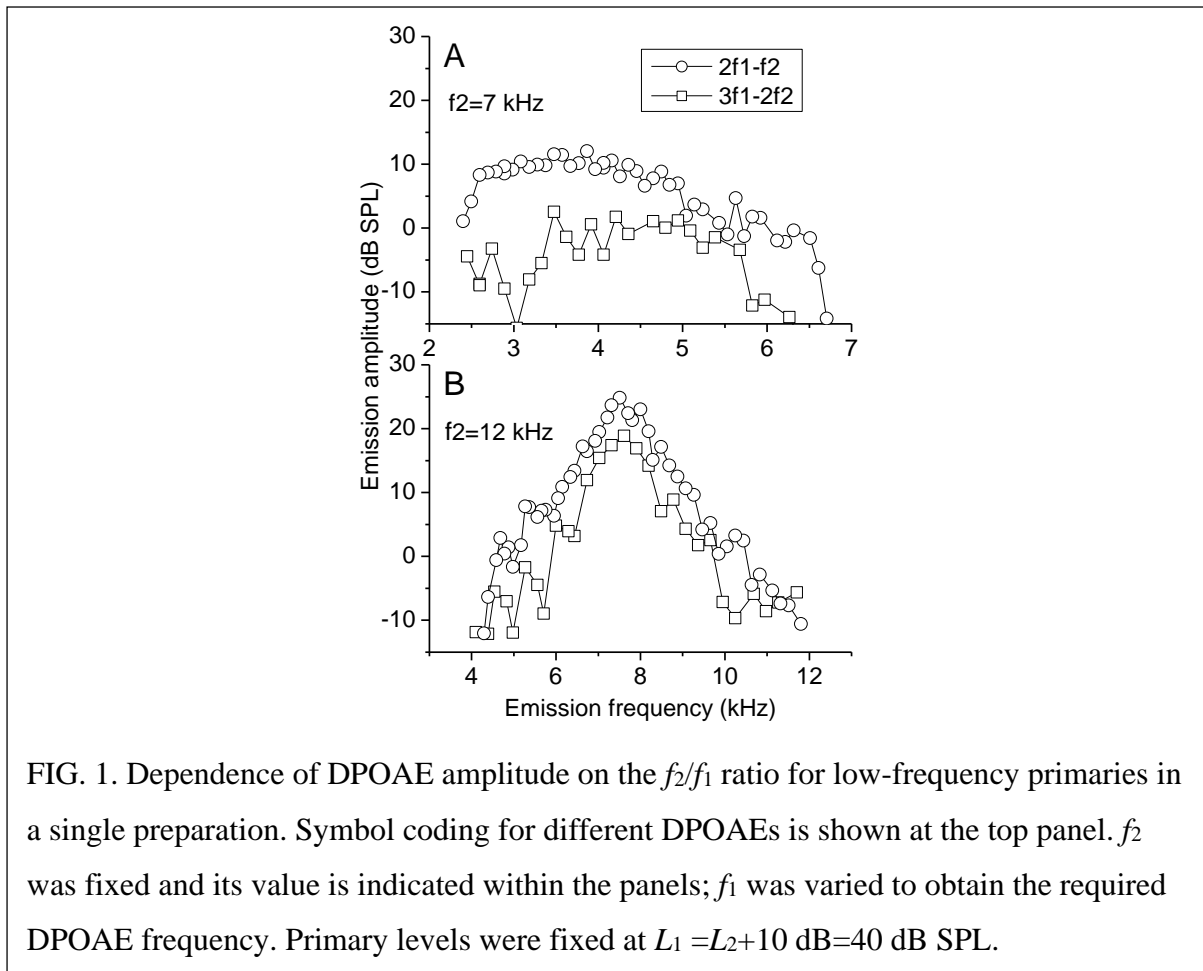 30
A
2f1-f2
3f1-2f2
f2=7 kHz
20
10
0
-10
2 3 4 5 6 7
Emission amplitude (dB SPL)
30
B
f2=12 kHz
20
10
0
-10
4 6 8 10 12
Emission frequency (kHz)
FIG. 1. Dependence of DPOAE amplitude on the f2/f1 ratio for low-frequency primaries in
a single preparation. Symbol coding for different DPOAEs is shown at the top panel. f2
was fixed and its value is indicated within the panels; f1 was varied to obtain the required
DPOAE frequency. Primary levels were fixed at L1 =L2+10 dB=40 dB SPL.